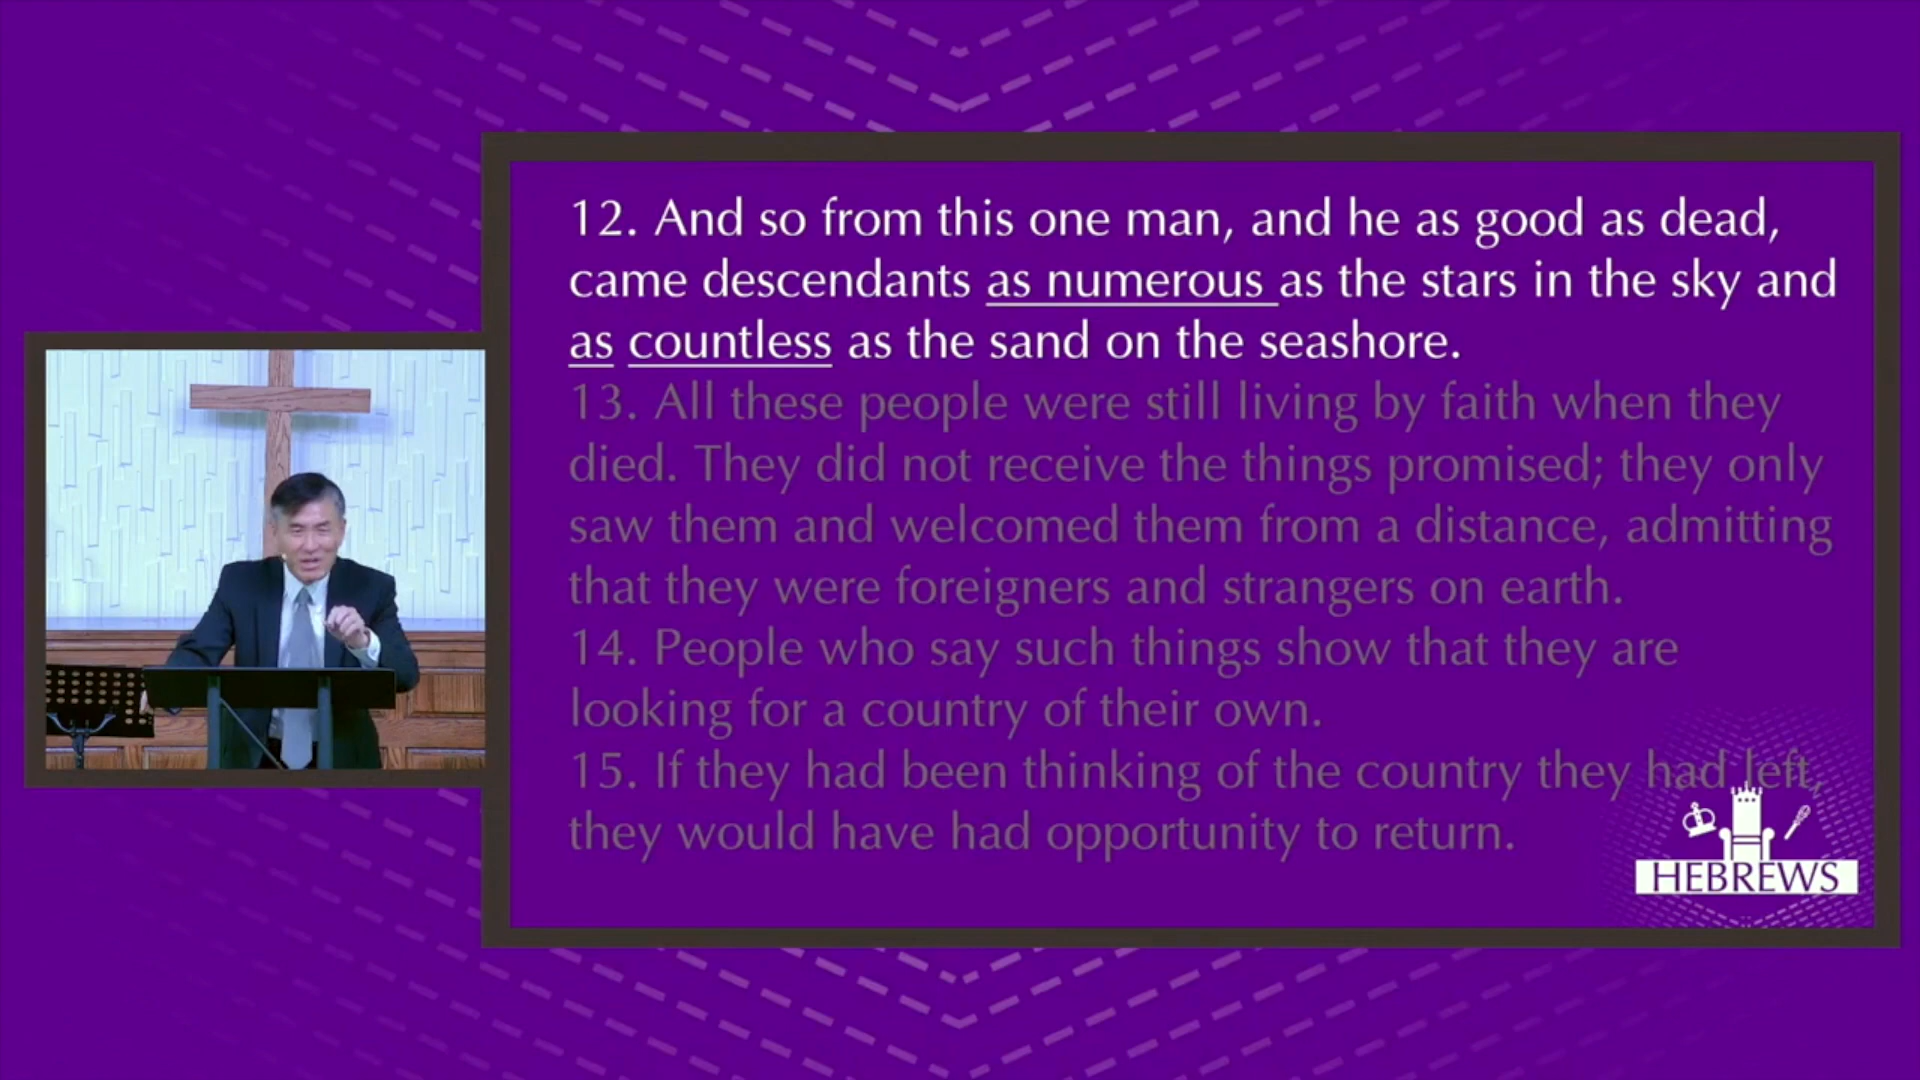 12. And so from this one man, and he as good as dead,
came descendants as numerous as the stars in the sky and
as countless as the sand on the seashore.
13. All these people were still living by faith when they
died. They did not receive the things promised; they only
saw them and welcomed them from a distance, admitting
that they were foreigners and strangers on earth.
14. People who say such things show that they are
looking for a country of their own.
15. If they had been thinking of the country they had left,
they would have had opportunity to return.
HEBREWS